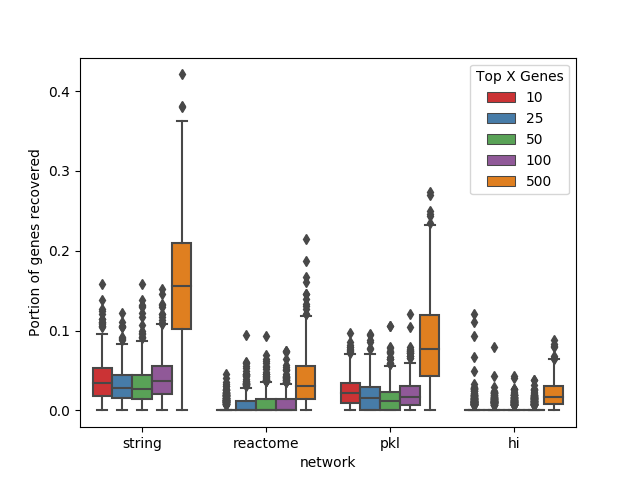 Top X Genes
10
25
50
100
500
0.4
0.3
0.2
0.1
0.0
Portion of genes recovered
string
reactome
pkl
hi
network